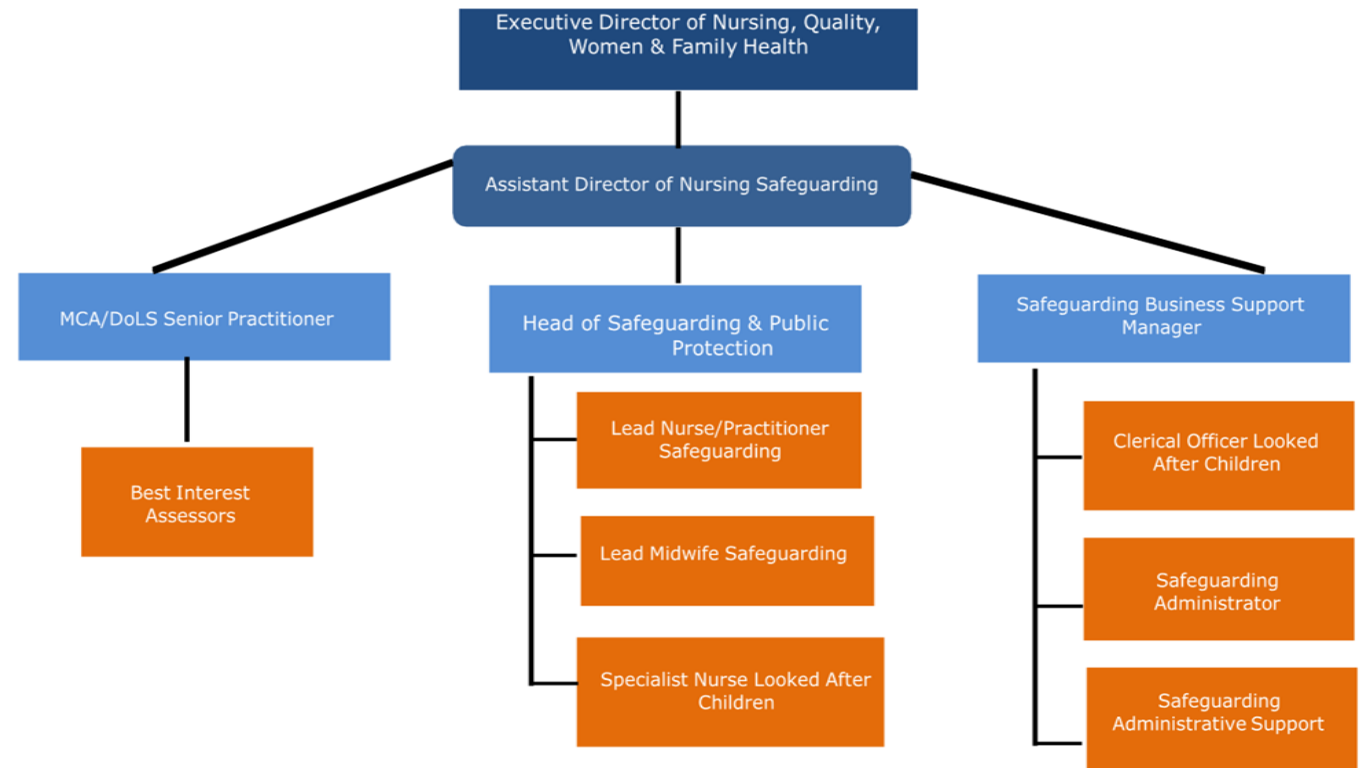 Executive Director of Nursing, Quality,
Women & Family Health
Assistant Director of Nursing Safeguarding
MCA/DoLS Senior Practitioner
Best Interest
Assessors
Head of Safeguarding & Public
Protection
Lead Nurse/Practitioner
Safeguarding
Lead Midwife Safeguarding
Specialist Nurse Looked After
Children
Safeguarding Business Support
Manager
Clerical Officer Looked
After Children
Safeguarding
Administrator
Safeguarding
Administrative Support